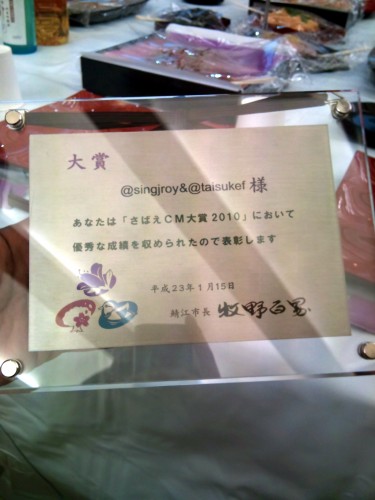 大賞
@singjroy&@taisukef 様
あなたは「さばえCM大賞2010」において
優秀な成績を収められたので表彰します
平成23年1月15日
鯖江市長 牧野百男